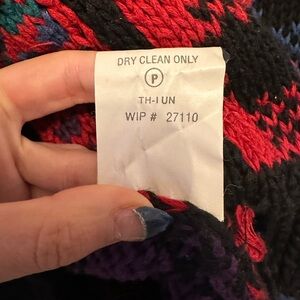 DRY CLEAN ONLY
P
TH-I UN
WIP # 27110